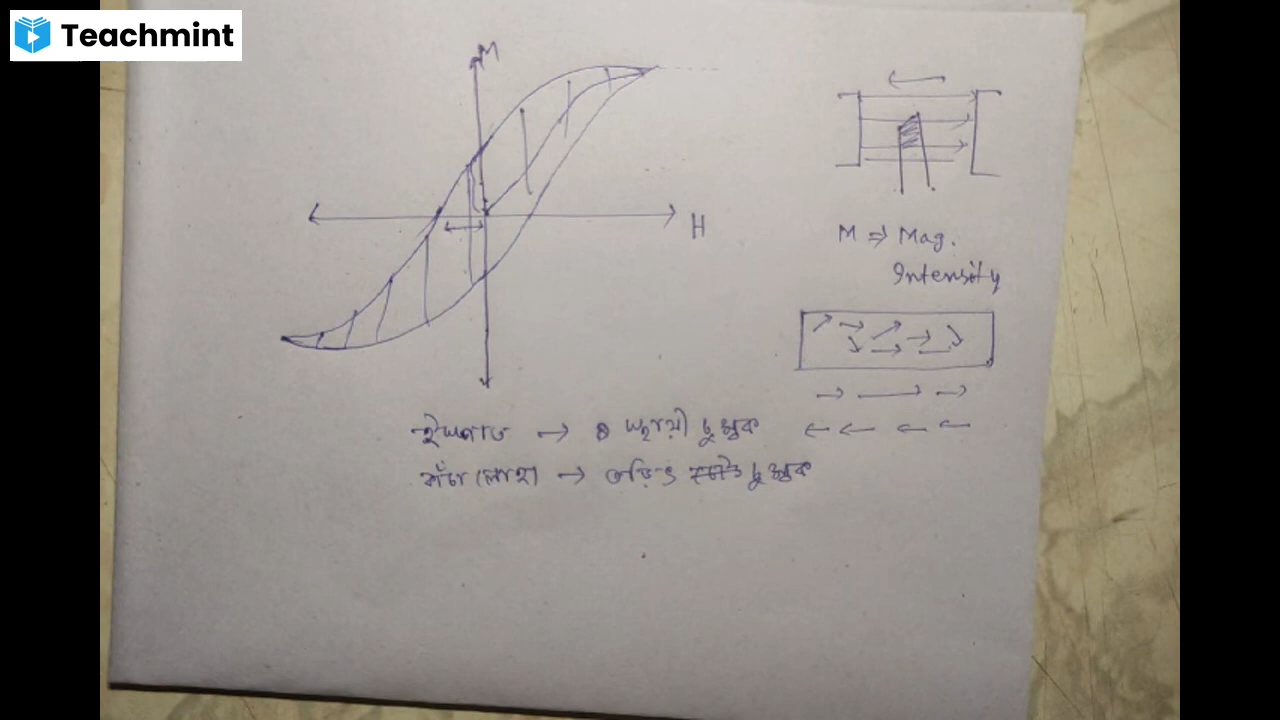 Teachmint
M
H
M ⇒ Mag.
Intensity
ইস্পাত → স্থায়ী চুম্বক
কাঁচা লোহা → তড়িৎ চুম্বক